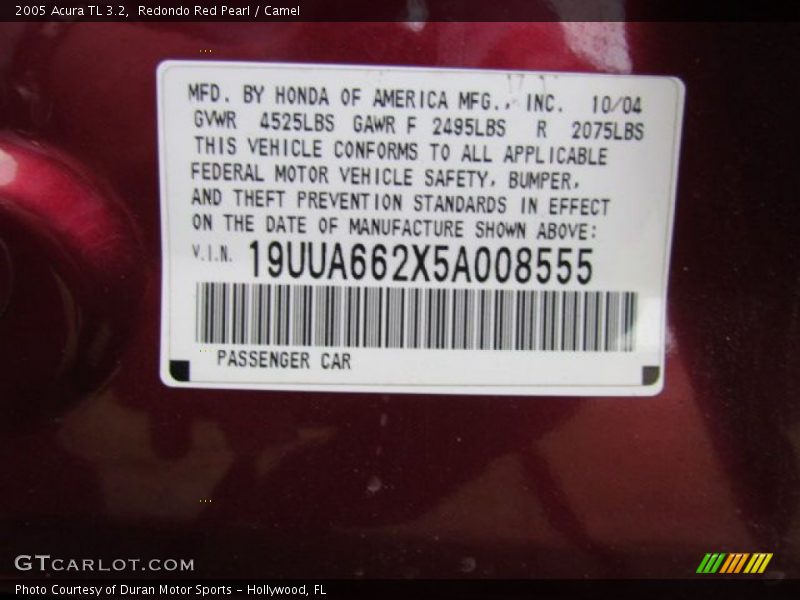 2005 Acura TL 3.2,  Redondo Red Pearl / Camel
MFD. BY HONDA OF AMERICA MFG., INC. 10/04
GVWR 4525LBS GAWR F 2495LBS R 2075LBS
THIS VEHICLE CONFORMS TO ALL APPLICABLE
FEDERAL MOTOR VEHICLE SAFETY, BUMPER,
AND THEFT PREVENTION STANDARDS IN EFFECT
ON THE DATE OF MANUFACTURE SHOWN ABOVE:
V.I.N. 19UUA662X5A008555
PASSENGER CAR
GTCARLOT.COM
Photo Courtesy of Duran Motor Sports - Hollywood, FL